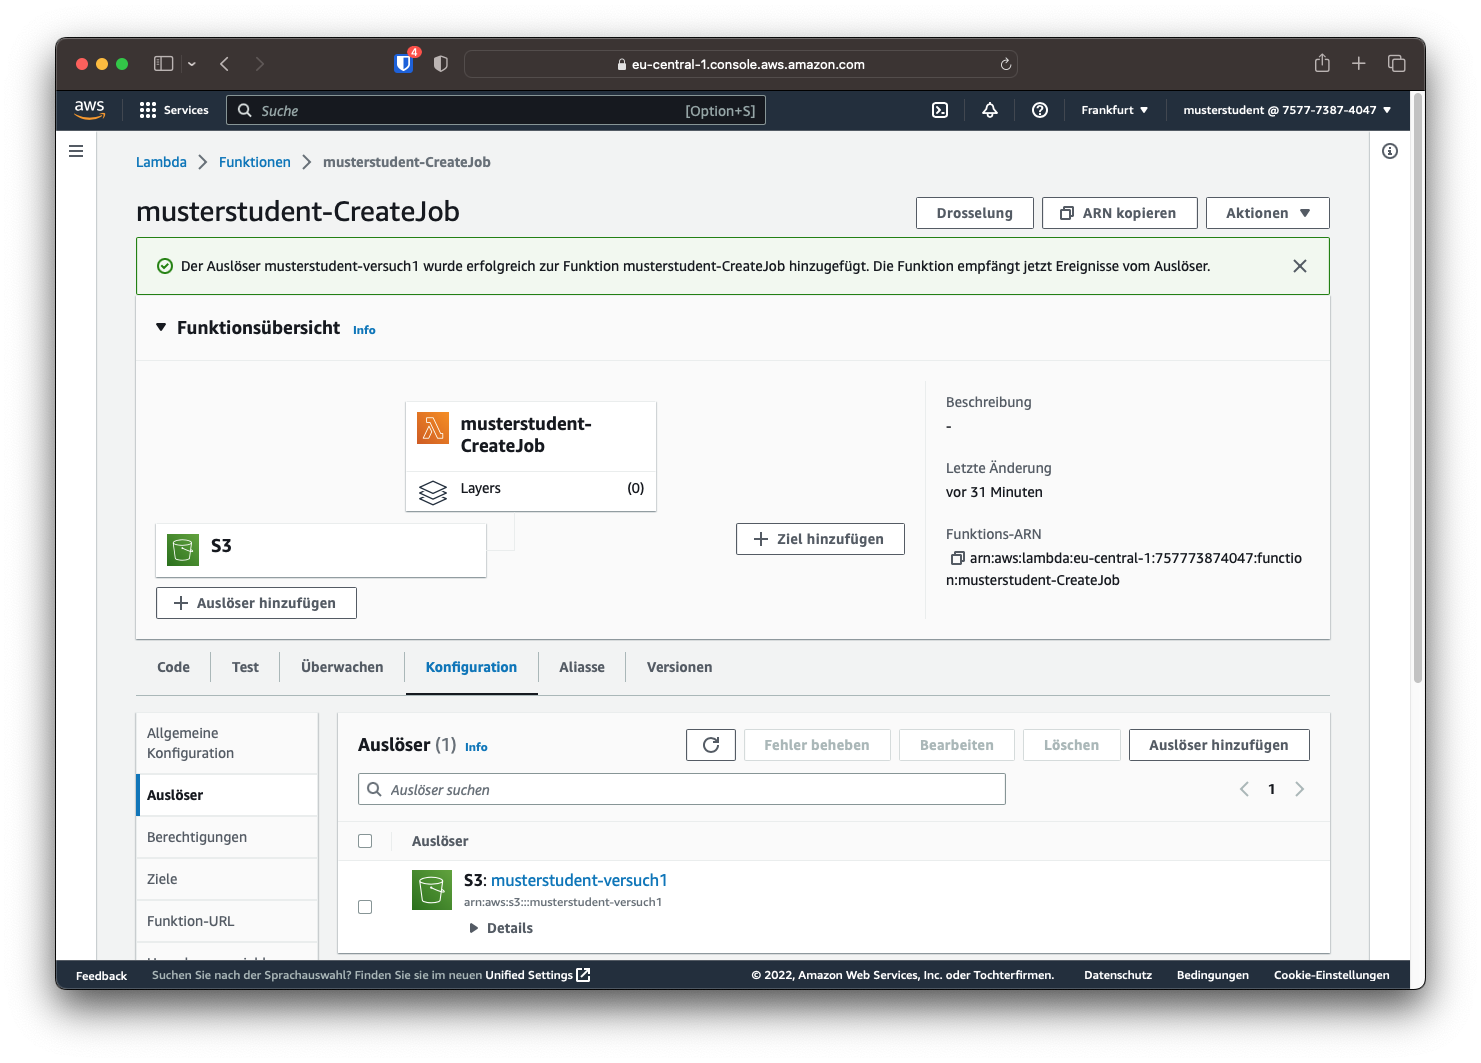 4
eu-central-1.console.aws.amazon.com
aws
Services
Suche
[Option+S]
Frankfurt
musterstudent @ 7577-7387-4047
Lambda
Funktionen
musterstudent-CreateJob
musterstudent-CreateJob
Drosselung
ARN kopieren
Aktionen
Der Auslöser musterstudent-versuch1 wurde erfolgreich zur Funktion musterstudent-CreateJob hinzugefügt. Die Funktion empfängt jetzt Ereignisse vom Auslöser.
Funktionsübersicht
Info
musterstudent-
CreateJob
Layers
(0)
S3
Auslöser hinzufügen
Ziel hinzufügen
Beschreibung
-
Letzte Änderung
vor 31 Minuten
Funktions-ARN
arn:aws:lambda:eu-central-1:757773874047:functio
n:musterstudent-CreateJob
Code
Test
Überwachen
Konfiguration
Aliasse
Versionen
Allgemeine
Konfiguration
Auslöser
Berechtigungen
Ziele
Funktion-URL
Auslöser (1)
Info
Fehler beheben
Bearbeiten
Löschen
Auslöser hinzufügen
Auslöser suchen
1
Auslöser
S3: musterstudent-versuch1
arn:aws:s3:::musterstudent-versuch1
Details
Feedback
Suchen Sie nach der Sprachauswahl? Finden Sie sie im neuen Unified Settings
© 2022, Amazon Web Services, Inc. oder Tochterfirmen.
Datenschutz
Bedingungen
Cookie-Einstellungen